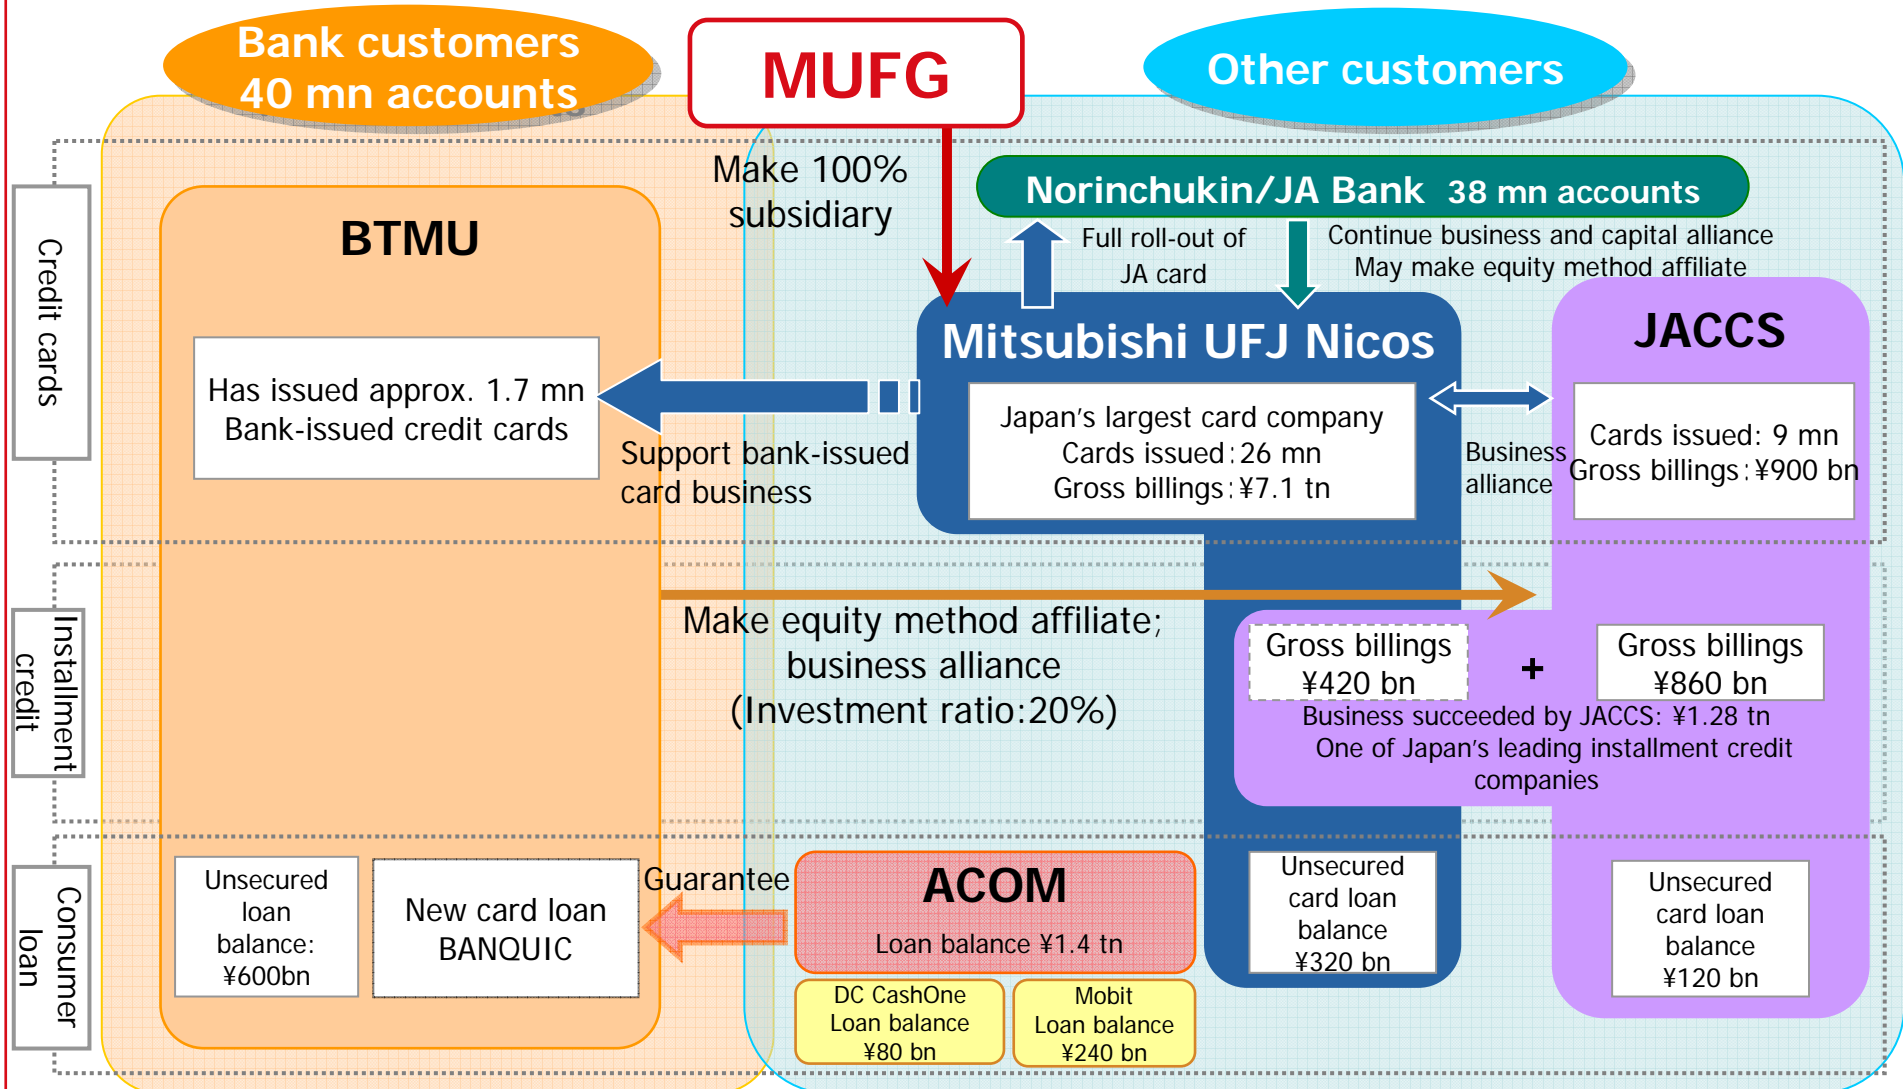 Bank customers
40 mn accounts
MUFG
Other customers
Make 100%
subsidiary
Norinchukin/JA Bank 38 mn accounts
Full roll-out of
JA card
Continue business and capital alliance
May make equity method affiliate
Credit cards
BTMU
Has issued approx. 1.7 mn
Bank-issued credit cards
Support bank-issued
card business
Mitsubishi UFJ Nicos
Japan's largest card company
Cards issued:26 mn
Gross billings:¥7.1 tn
Business
alliance
JACCS
Cards issued: 9 mn
Gross billings:¥900 bn
Installment
credit
Make equity method affiliate;
business alliance
(Investment ratio:20%)
Gross billings
¥420 bn
+
Gross billings
¥860 bn
Business succeeded by JACCS: ¥1.28 tn
One of Japan's leading installment credit
companies
Consumer
loan
Unsecured
loan
balance:
¥600bn
New card loan
BANQUIC
Guarantee
ACOM
Loan balance ¥1.4 tn
DC CashOne
Loan balance
¥80 bn
Mobit
Loan balance
¥240 bn
Unsecured
card loan
balance
¥320 bn
Unsecured
card loan
balance
¥120 bn